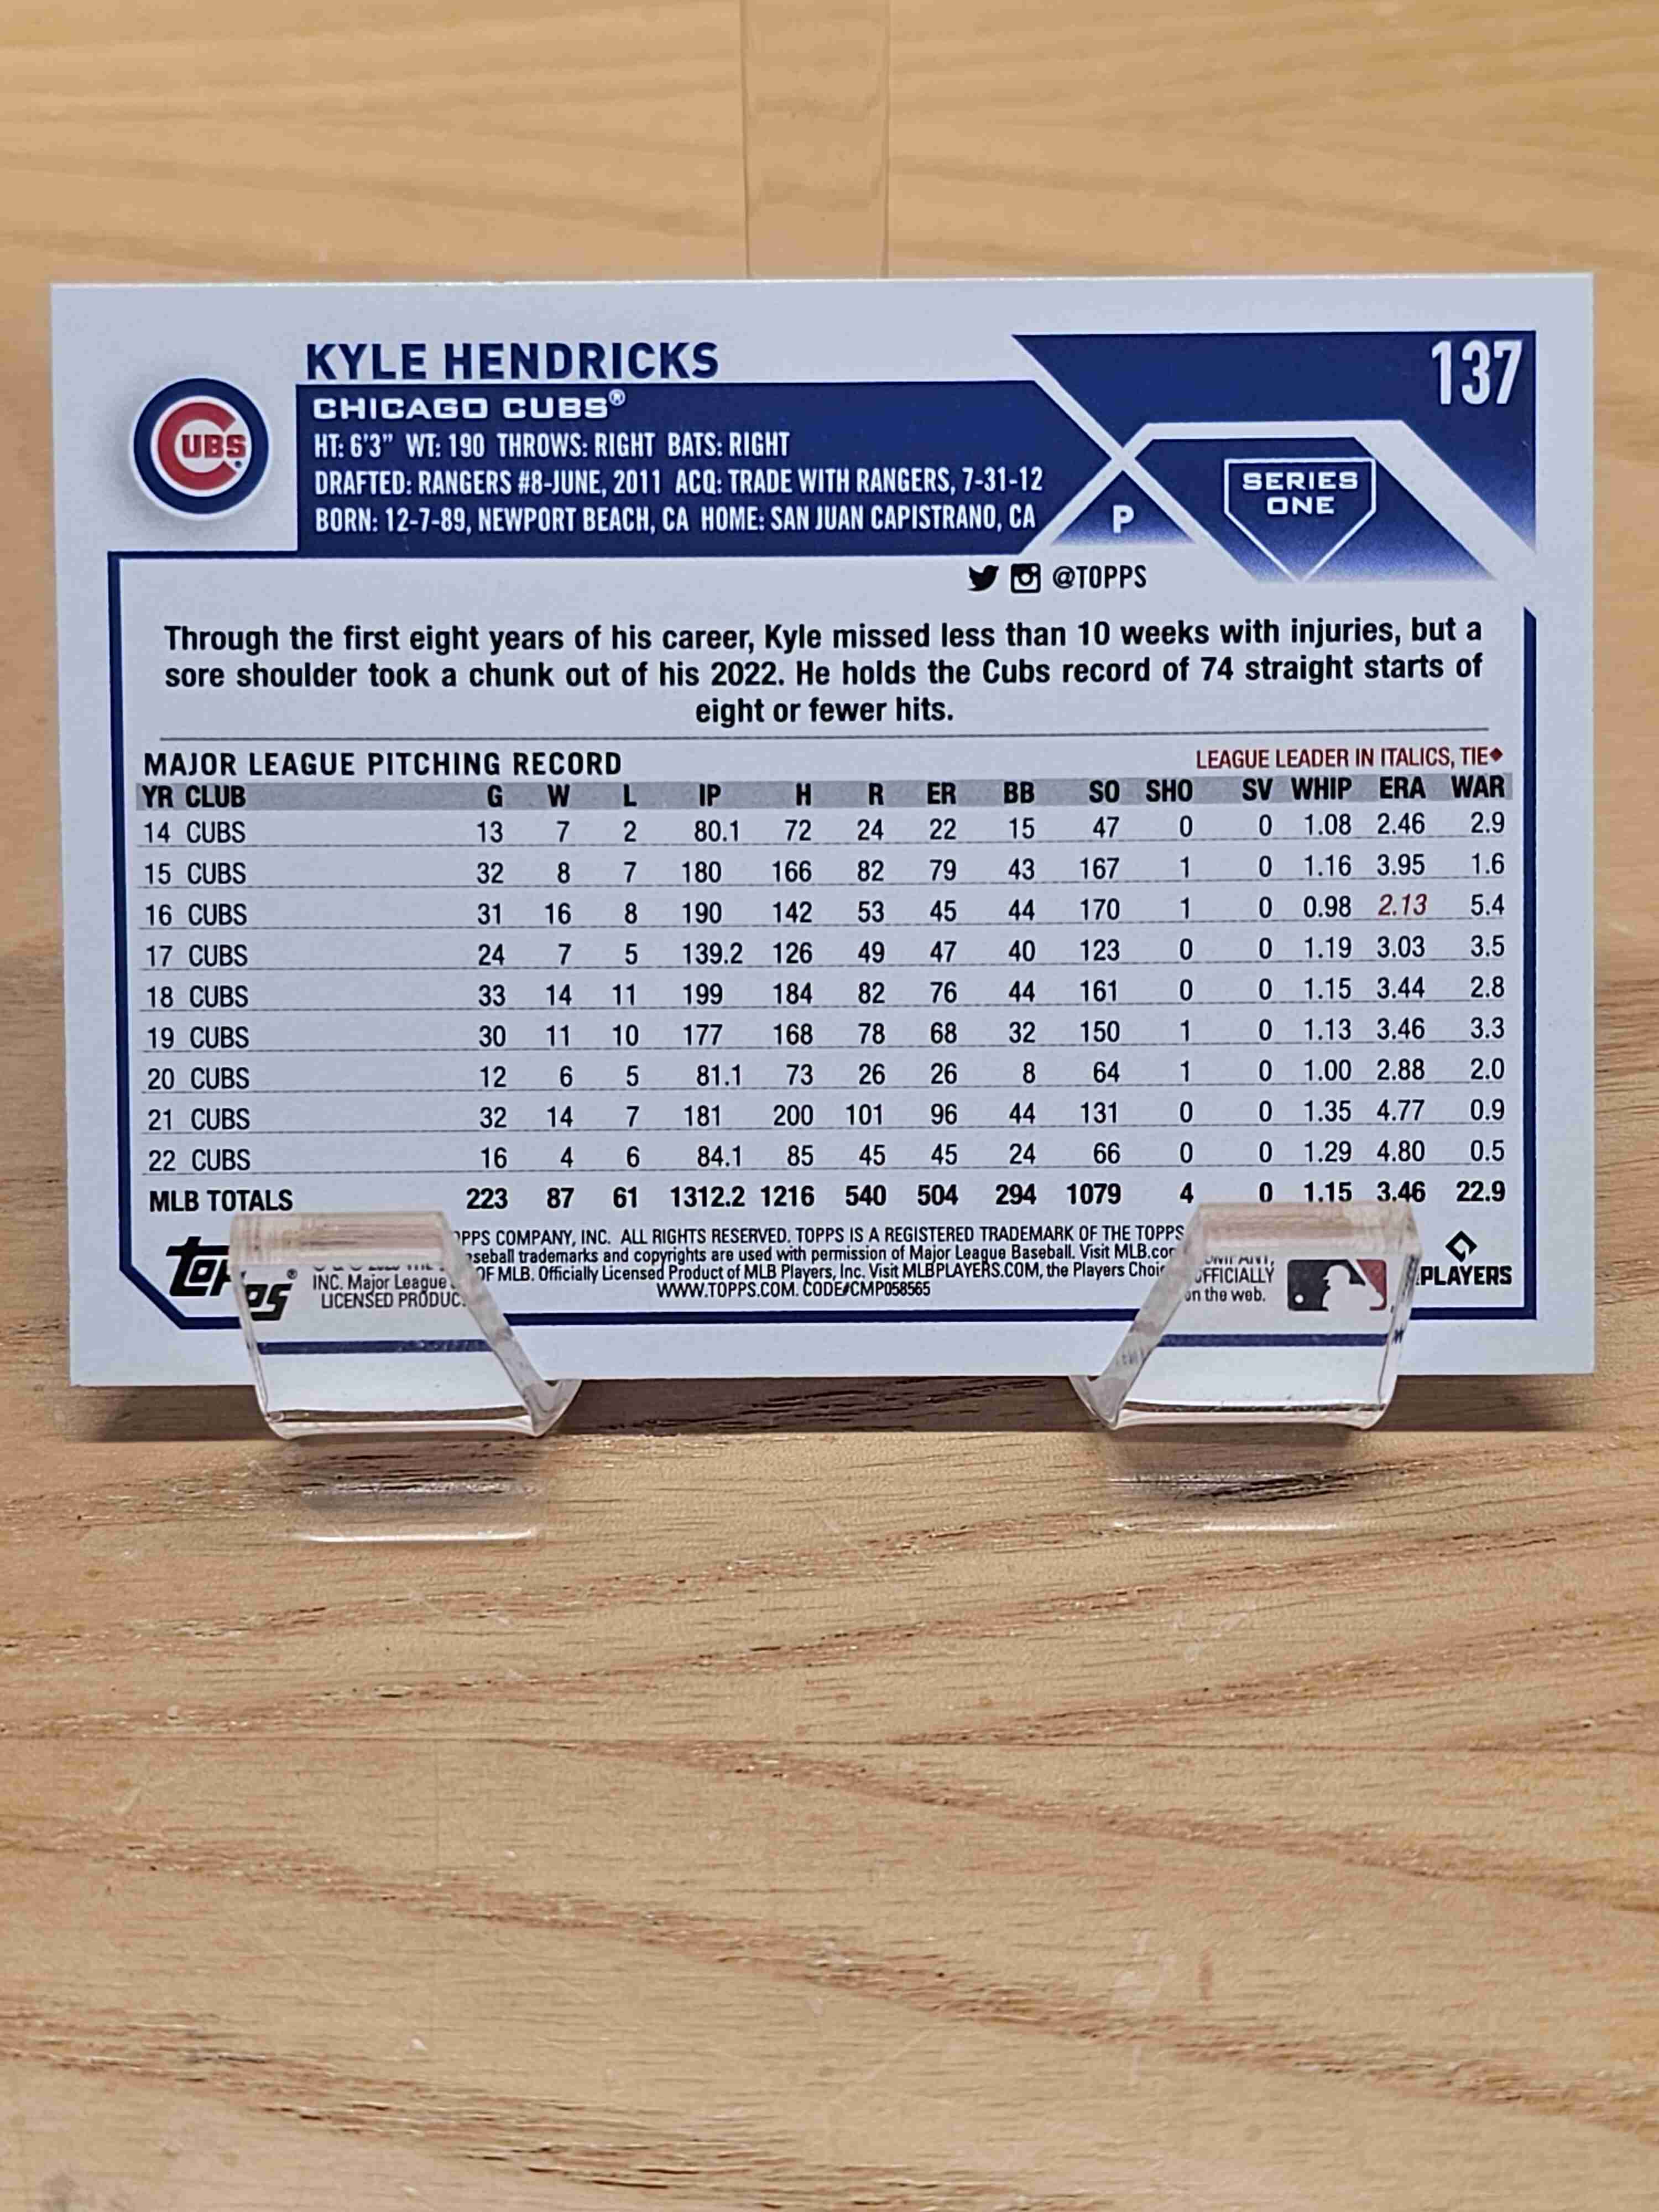 KYLE HENDRICKS
137
CHICAGO CUBS®
UBS
HT: 6'3" WT: 190 THROWS: RIGHT BATS: RIGHT
DRAFTED: RANGERS #8-JUNE, 2011 ACQ: TRADE WITH RANGERS, 7-31-12
BORN: 12-7-89, NEWPORT BEACH, CA HOME: SAN JUAN CAPISTRANO, CA
P
SERIES
ONE
@TOPPS
Through the first eight years of his career, Kyle missed less than 10 weeks with injuries, but a
sore shoulder took a chunk out of his 2022. He holds the Cubs record of 74 straight starts of
eight or fewer hits.
MAJOR LEAGUE PITCHING RECORD
LEAGUE LEADER IN ITALICS, TIE◆
YR CLUB G W L IP H R ER BB SO SHO SV WHIP ERA WAR
14 CUBS 13 7 2 80.1 72 24 22 15 47 0 0 1.08 2.46 2.9
15 CUBS 32 8 7 180 166 82 79 43 167 1 0 1.16 3.95 1.6
16 CUBS 31 16 8 190 142 53 45 44 170 1 0 0.98 2.13 5.4
17 CUBS 24 7 5 139.2 126 49 47 40 123 0 0 1.19 3.03 3.5
18 CUBS 33 14 11 199 184 82 76 44 161 0 0 1.15 3.44 2.8
19 CUBS 30 11 10 177 168 78 68 32 150 1 0 1.13 3.46 3.3
20 CUBS 12 6 5 81.1 73 26 26 8 64 1 0 1.00 2.88 2.0
21 CUBS 32 14 7 181 200 101 96 44 131 0 0 1.35 4.77 0.9
22 CUBS 16 4 6 84.1 85 45 45 24 66 0 0 1.29 4.80 0.5
MLB TOTALS 223 87 61 1312.2 1216 540 504 294 1079 4 0 1.15 3.46 22.9
topps®
COMPANY, INC. ALL RIGHTS RESERVED. TOPPS IS A REGISTERED TRADEMARK OF THE TOPPS
INC. Major League baseball trademarks and copyrights are used with permission of Major League Baseball. Visit MLB.com OFFICIALLY
LICENSED PRODUCT OF MLB. Officially Licensed Product of MLB Players, Inc. Visit MLBPLAYERS.COM, the Players Choice on the web.
WWW.TOPPS.COM. CODE#CMP058565
PLAYERS